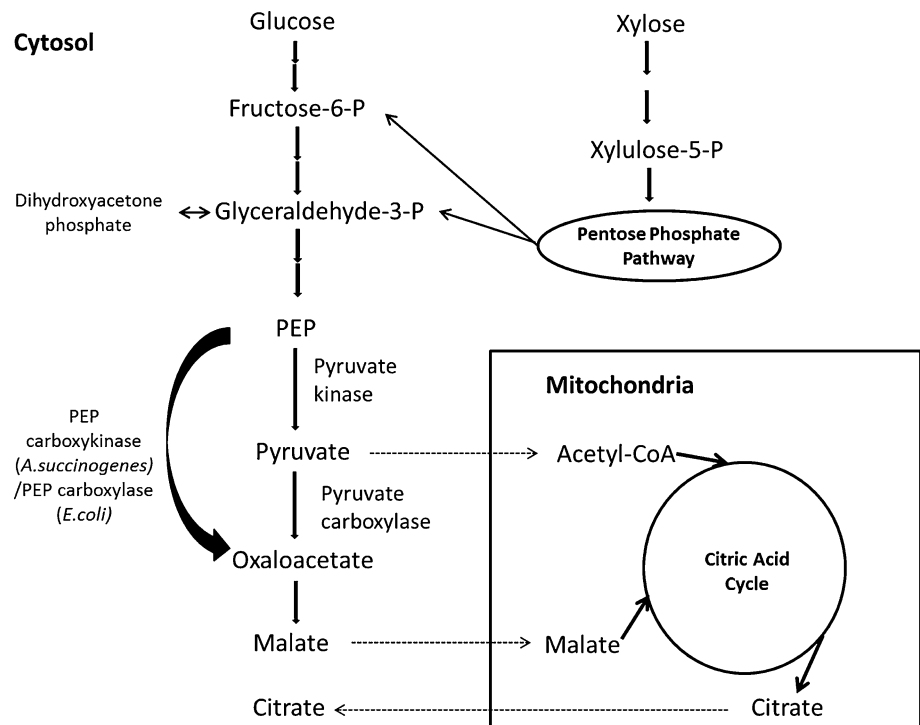 Cytosol
Glucose
Xylose
Fructose-6-P
Xylulose-5-P
Dihydroxyacetone
phosphate
Glyceraldehyde-3-P
Pentose Phosphate
Pathway
PEP
Pyruvate
kinase
Mitochondria
PEP
carboxykinase
(A.succinogenes)
/PEP carboxylase
(E.coli)
Pyruvate
Acetyl-CoA
Pyruvate
carboxylase
Oxaloacetate
Citric Acid
Cycle
Malate
Malate
Citrate
Citrate